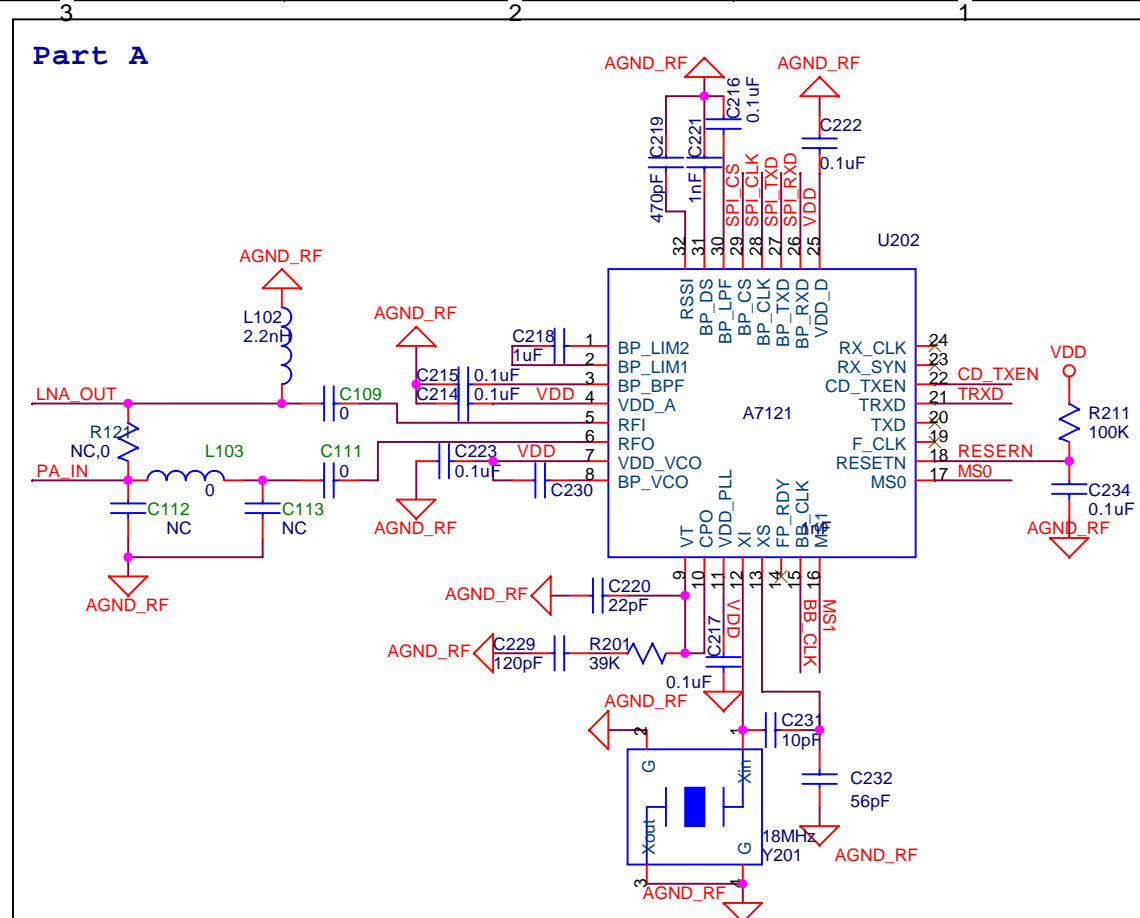 3
2
1
Part A
AGND_RF
AGND_RF
C216
0.1uF
C219
470pF
C221
1nF
C222
0.1uF
SPI_CS
SPI_CLK
SPI_TXD
SPI_RXD
VDD
32
31
30
29
28
27
26
25
U202
RSSI
BP_DS
BP_LPF
BP_CS
BP_CLK
BP_TXD
BP_RXD
VDD_D
AGND_RF
L102
2.2nH
AGND_RF
C218
1uF
C215
0.1uF
C214
0.1uF
VDD
1
2
3
4
5
6
7
8
BP_LIM2
BP_LIM1
BP_BPF
VDD_A
RFI
RFO
VDD_VCO
BP_VCO
A7121
RX_CLK
RX_SYN
CD_TXEN
TRXD
TXD
F_CLK
RESETN
MS0
24
23
22
21
20
19
18
17
CD_TXEN
TRXD
RESERN
MS0
VDD
R211
100K
C234
0.1uF
AGND_RF
LNA_OUT
C109
0
R121
NC,0
L103
0
C111
0
PA_IN
C112
NC
C113
NC
AGND_RF
C223
0.1uF
VDD
C230
AGND_RF
VT
CPO
VDD_PLL
XI
XS
FP_RDY
BB_CLK
MS1
1nF
9
10
11
12
13
14
15
16
AGND_RF
C220
22pF
AGND_RF
C229
120pF
R201
39K
C217
0.1uF
VDD
BB_CLK
MS1
AGND_RF
2
1
C231
10pF
G
Xin
C232
56pF
Xout
G
18MHz
Y201
AGND_RF
3
4
AGND_RF